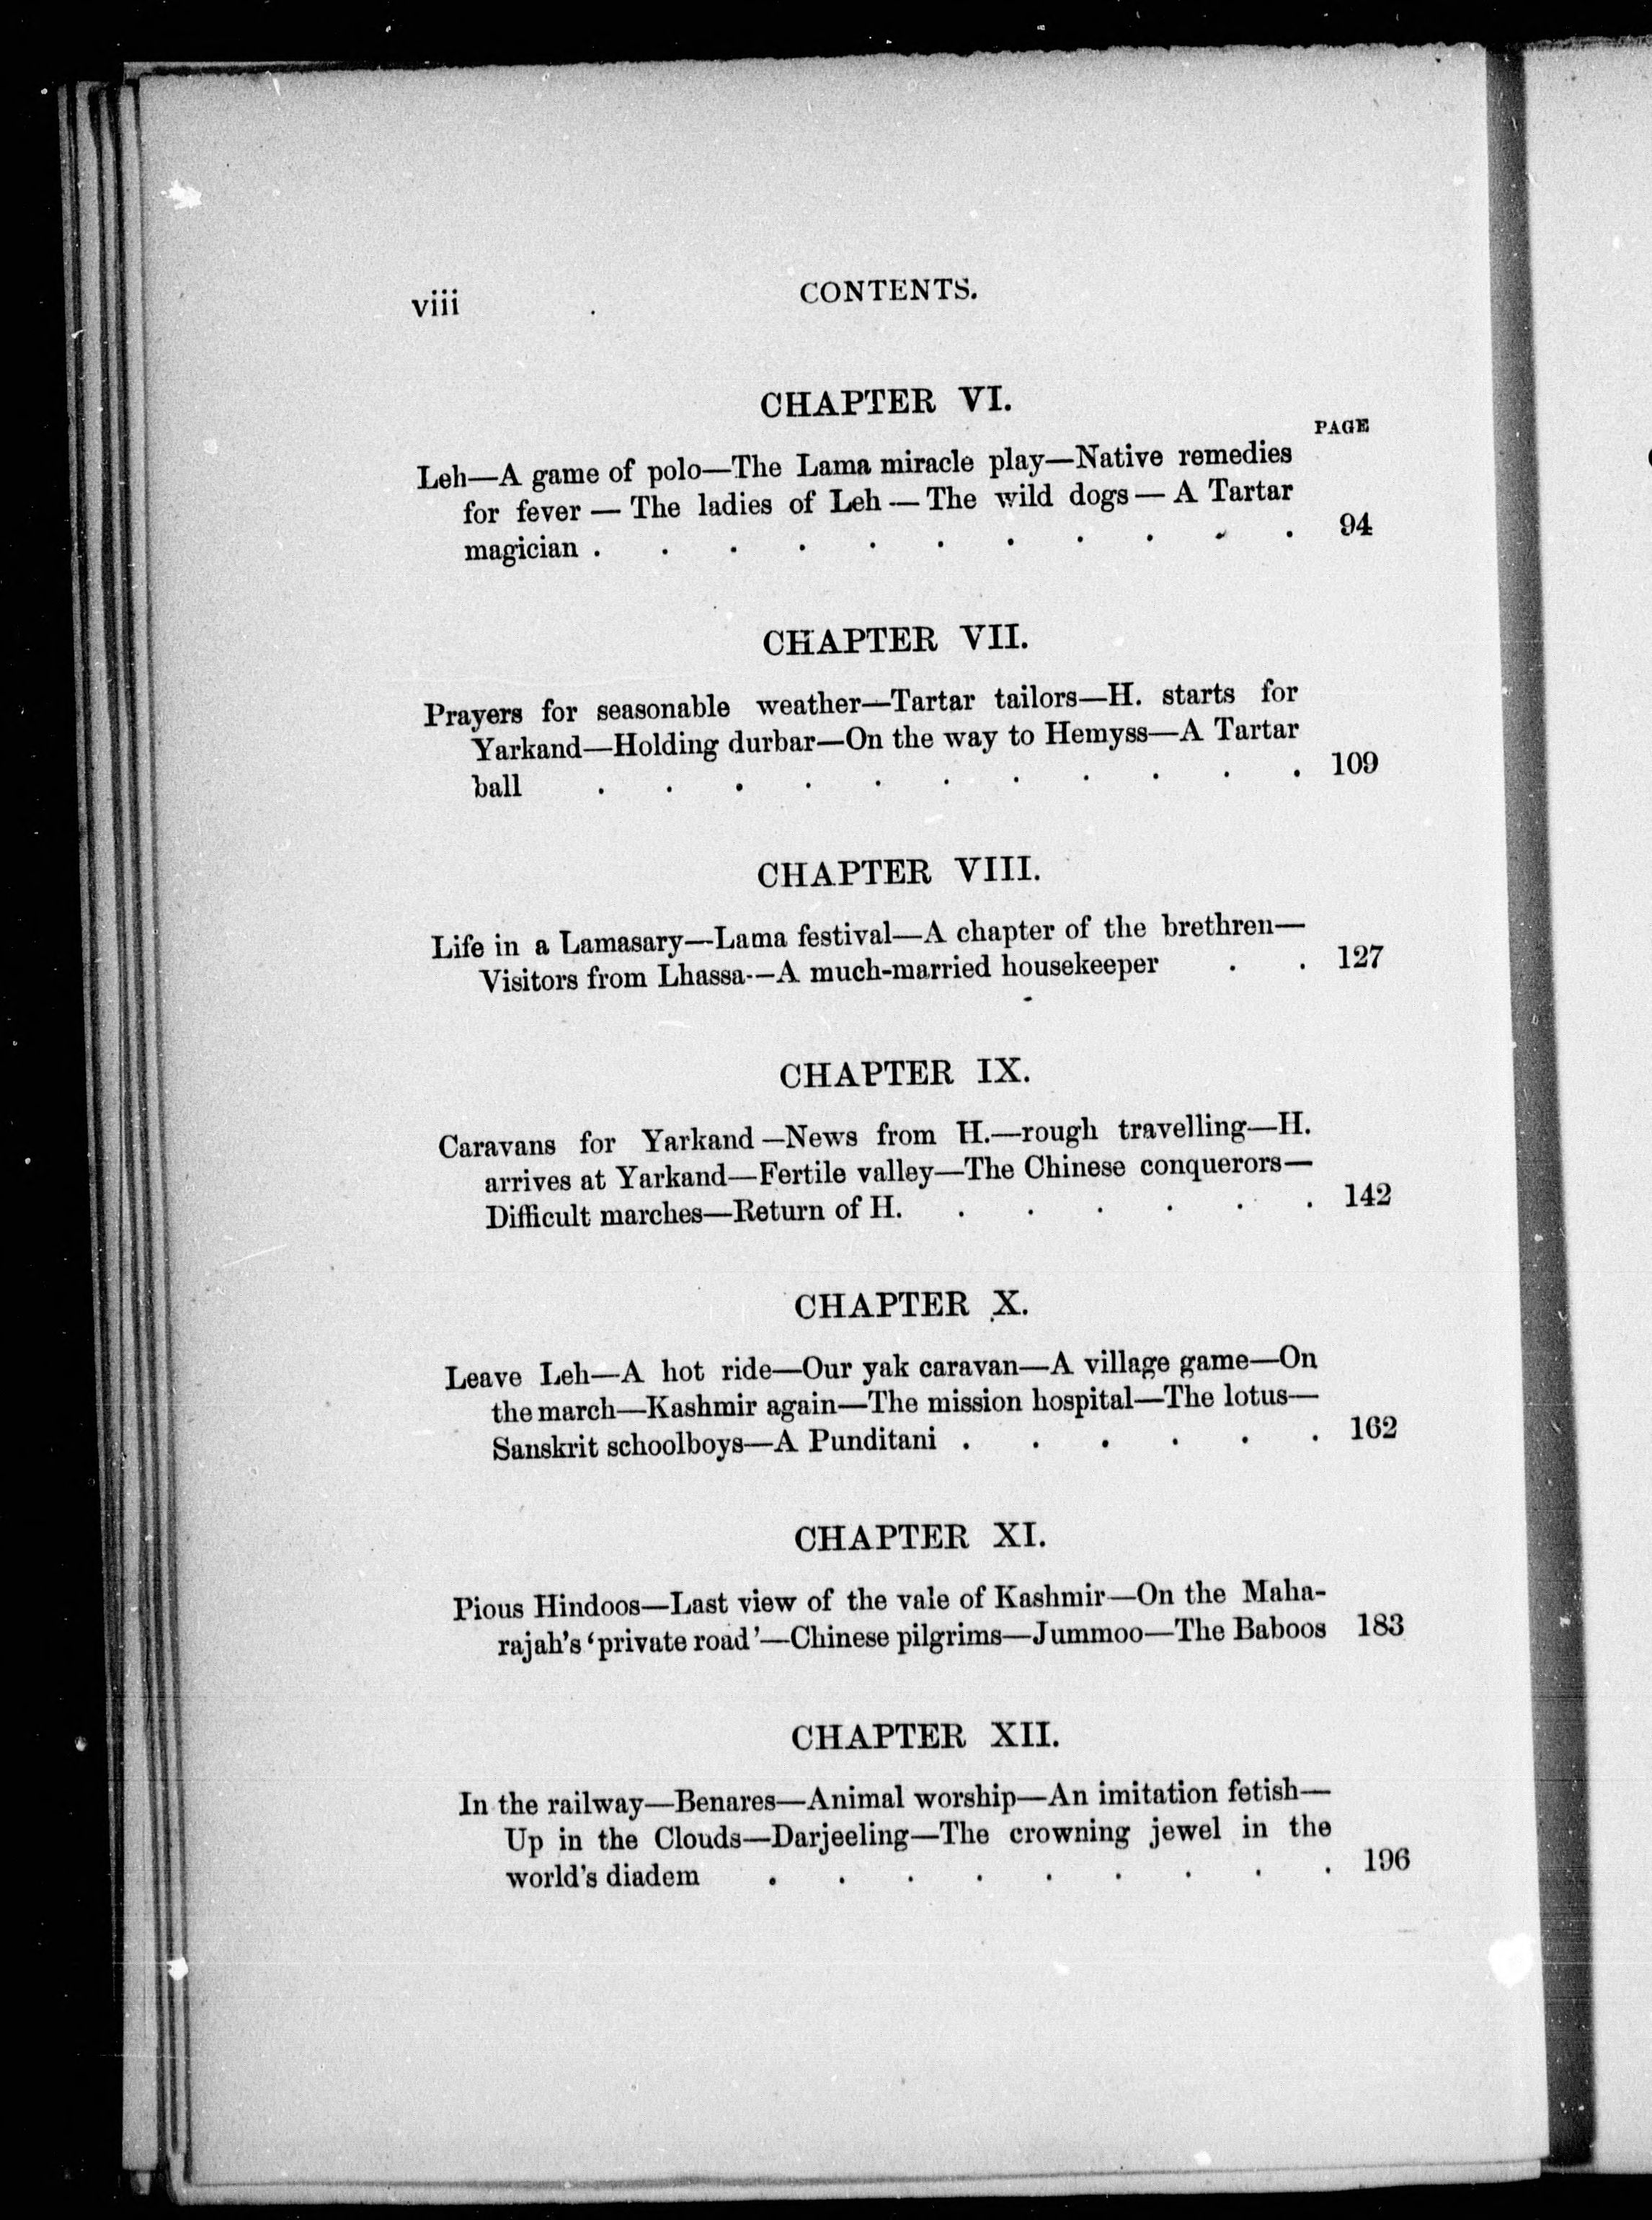 viii
CONTENTS.
CHAPTER VI.
PAGE
Leh—A game of polo—The Lama miracle play—Native remedies
for fever — The ladies of Leh — The wild dogs — A Tartar
magician . . . . . . . . . . . 94
CHAPTER VII.
Prayers for seasonable weather—Tartar tailors—H. starts for
Yarkand—Holding durbar—On the way to Hemyss—A Tartar
ball . . . . . . . . . . . 109
CHAPTER VIII.
Life in a Lamasary—Lama festival—A chapter of the brethren—
Visitors from Lhassa--A much-married housekeeper . . 127
CHAPTER IX.
Caravans for Yarkand—News from H.—rough travelling—H.
arrives at Yarkand—Fertile valley—The Chinese conquerors—
Difficult marches—Return of H. . . . . . . 142
CHAPTER X.
Leave Leh—A hot ride—Our yak caravan—A village game—On
the march—Kashmir again—The mission hospital—The lotus—
Sanskrit schoolboys—A Punditani . . . . . . 162
CHAPTER XI.
Pious Hindoos—Last view of the vale of Kashmir—On the Maha-
rajah's ‘private road’—Chinese pilgrims—Jummoo—The Baboos 183
CHAPTER XII.
In the railway—Benares—Animal worship—An imitation fetish—
Up in the Clouds—Darjeeling—The crowning jewel in the
world's diadem . . . . . . . . . 196